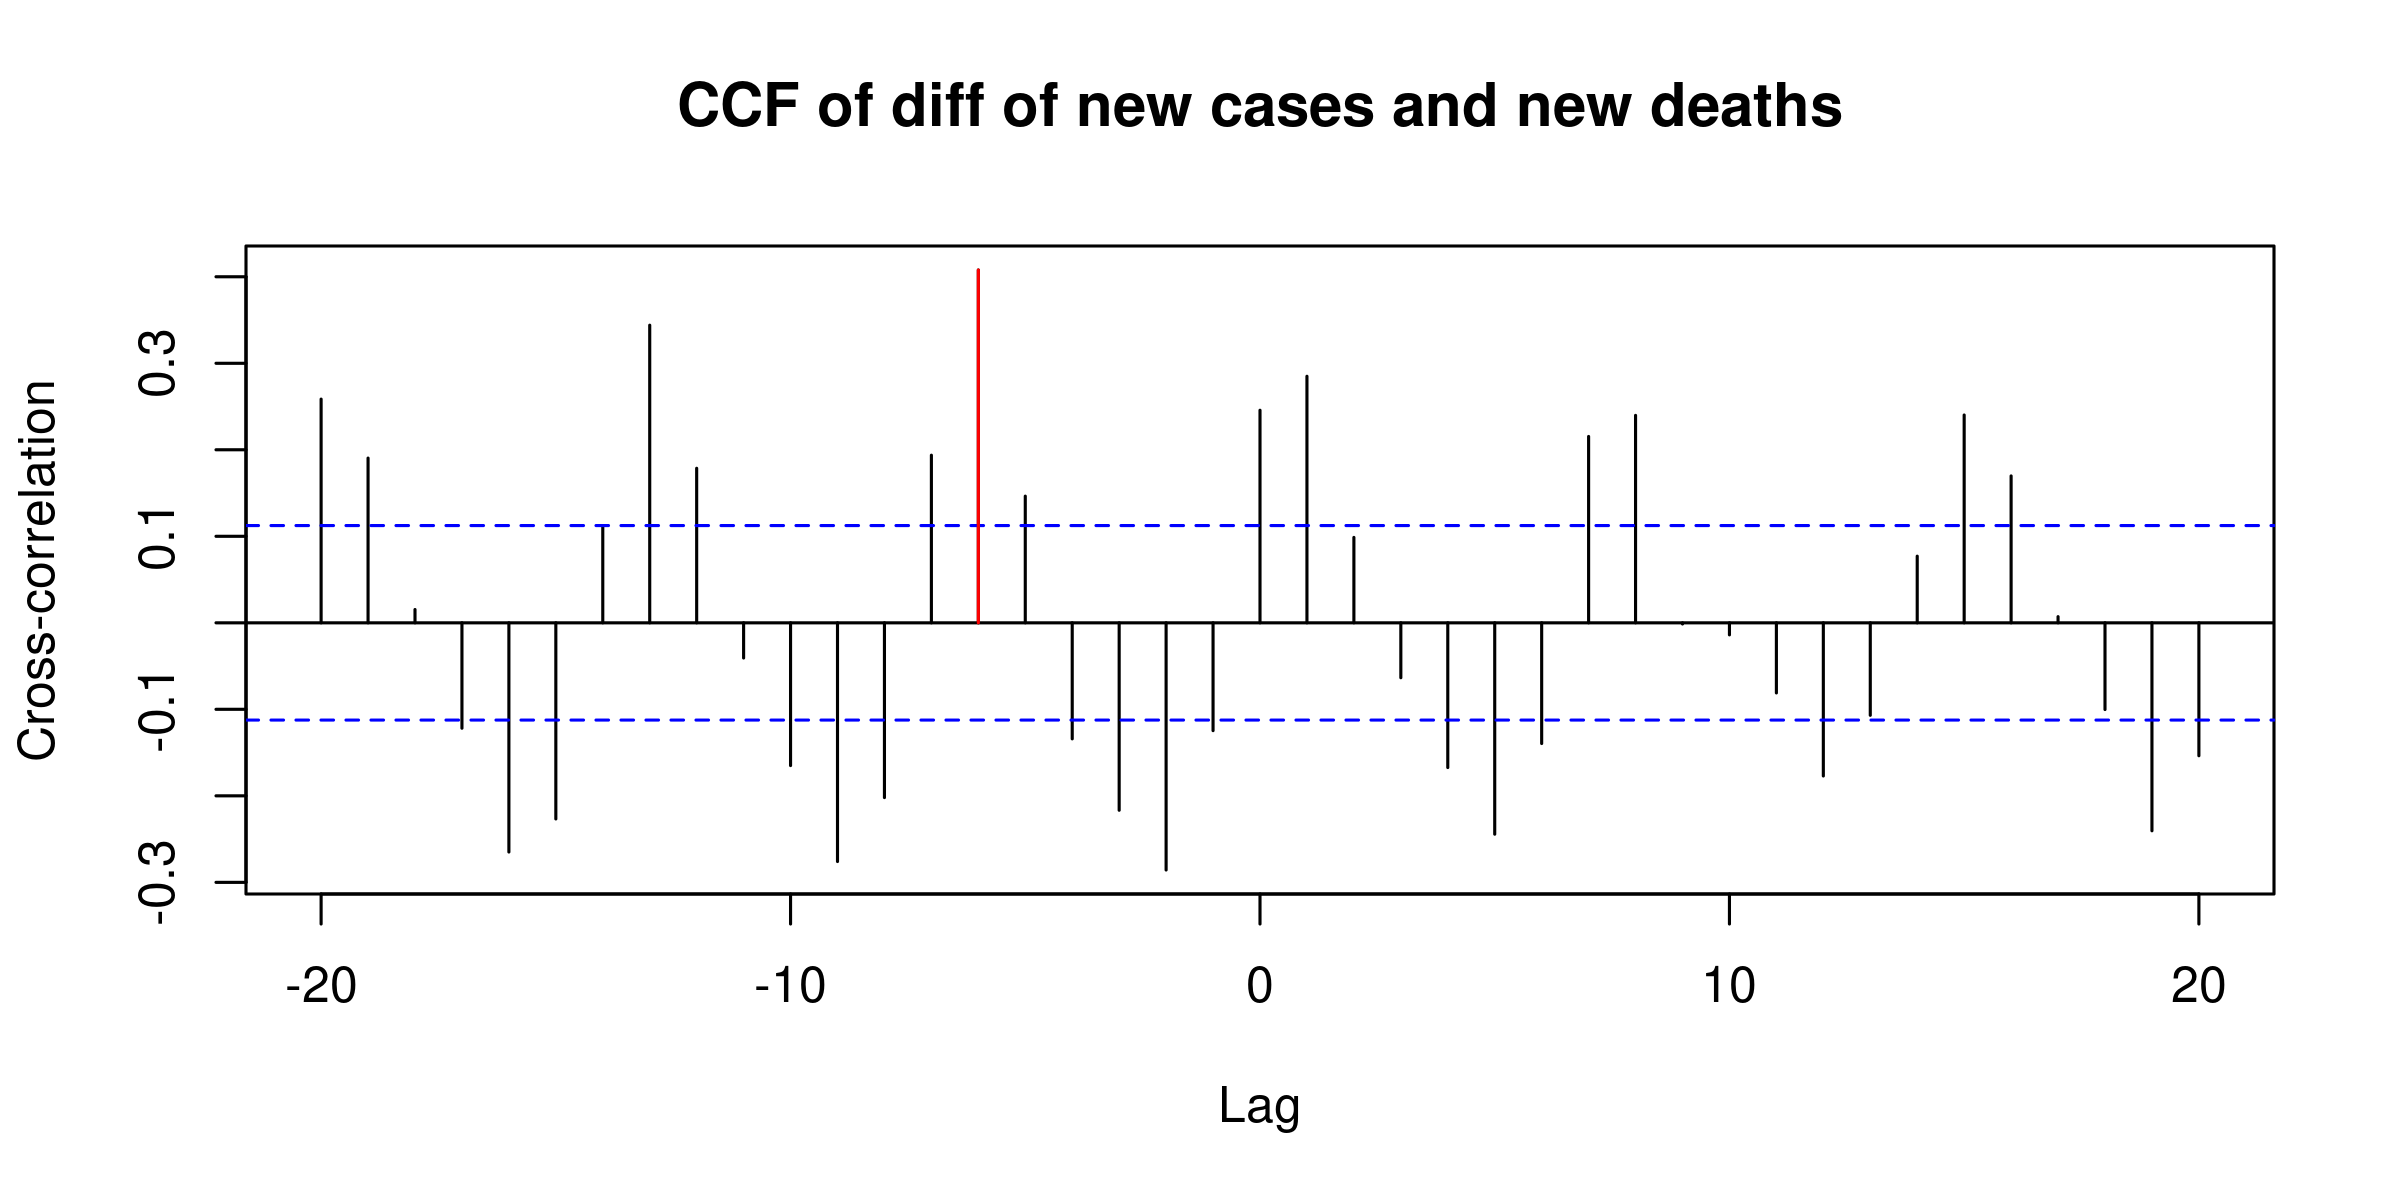 CCF of diff of new cases and new deaths
Cross-correlation
0.3
0.1
-0.1
-0.3
-20 -10 0 10 20
Lag